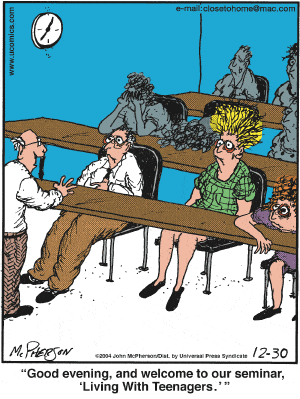 e-mail:closetohome@mac.com
www.ucomics.com
McPHERSON
©2004 John McPherson/Dist. by Universal Press Syndicate
12-30
“Good evening, and welcome to our seminar,
‘Living With Teenagers.’”